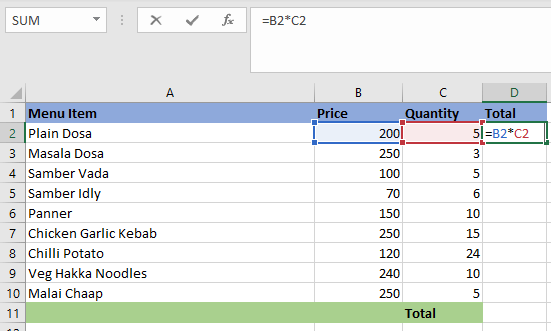 SUM fx =B2*C2
A B C D
1 Menu Item Price Quantity Total
2 Plain Dosa 200 5 =B2*C2
3 Masala Dosa 250 3
4 Samber Vada 100 5
5 Samber Idly 70 6
6 Panner 150 10
7 Chicken Garlic Kebab 250 15
8 Chilli Potato 120 24
9 Veg Hakka Noodles 240 10
10 Malai Chaap 250 5
11 Total